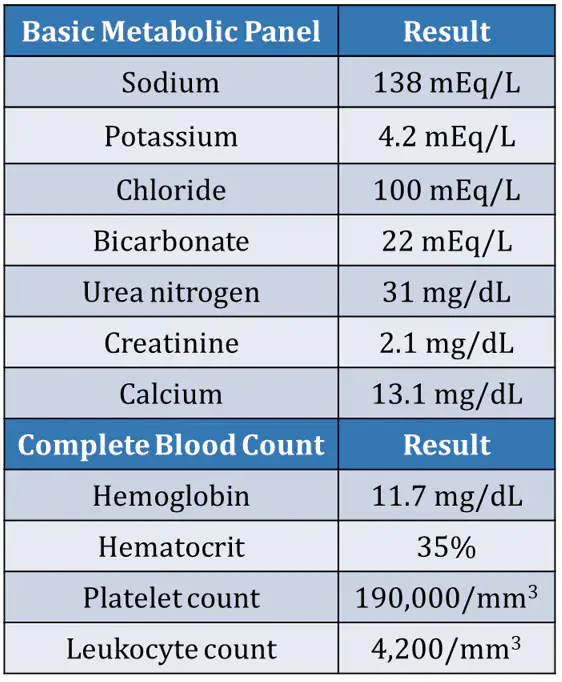 Basic Metabolic Panel Result
Sodium 138 mEq/L
Potassium 4.2 mEq/L
Chloride 100 mEq/L
Bicarbonate 22 mEq/L
Urea nitrogen 31 mg/dL
Creatinine 2.1 mg/dL
Calcium 13.1 mg/dL
Complete Blood Count Result
Hemoglobin 11.7 mg/dL
Hematocrit 35%
Platelet count 190,000/mm³
Leukocyte count 4,200/mm³